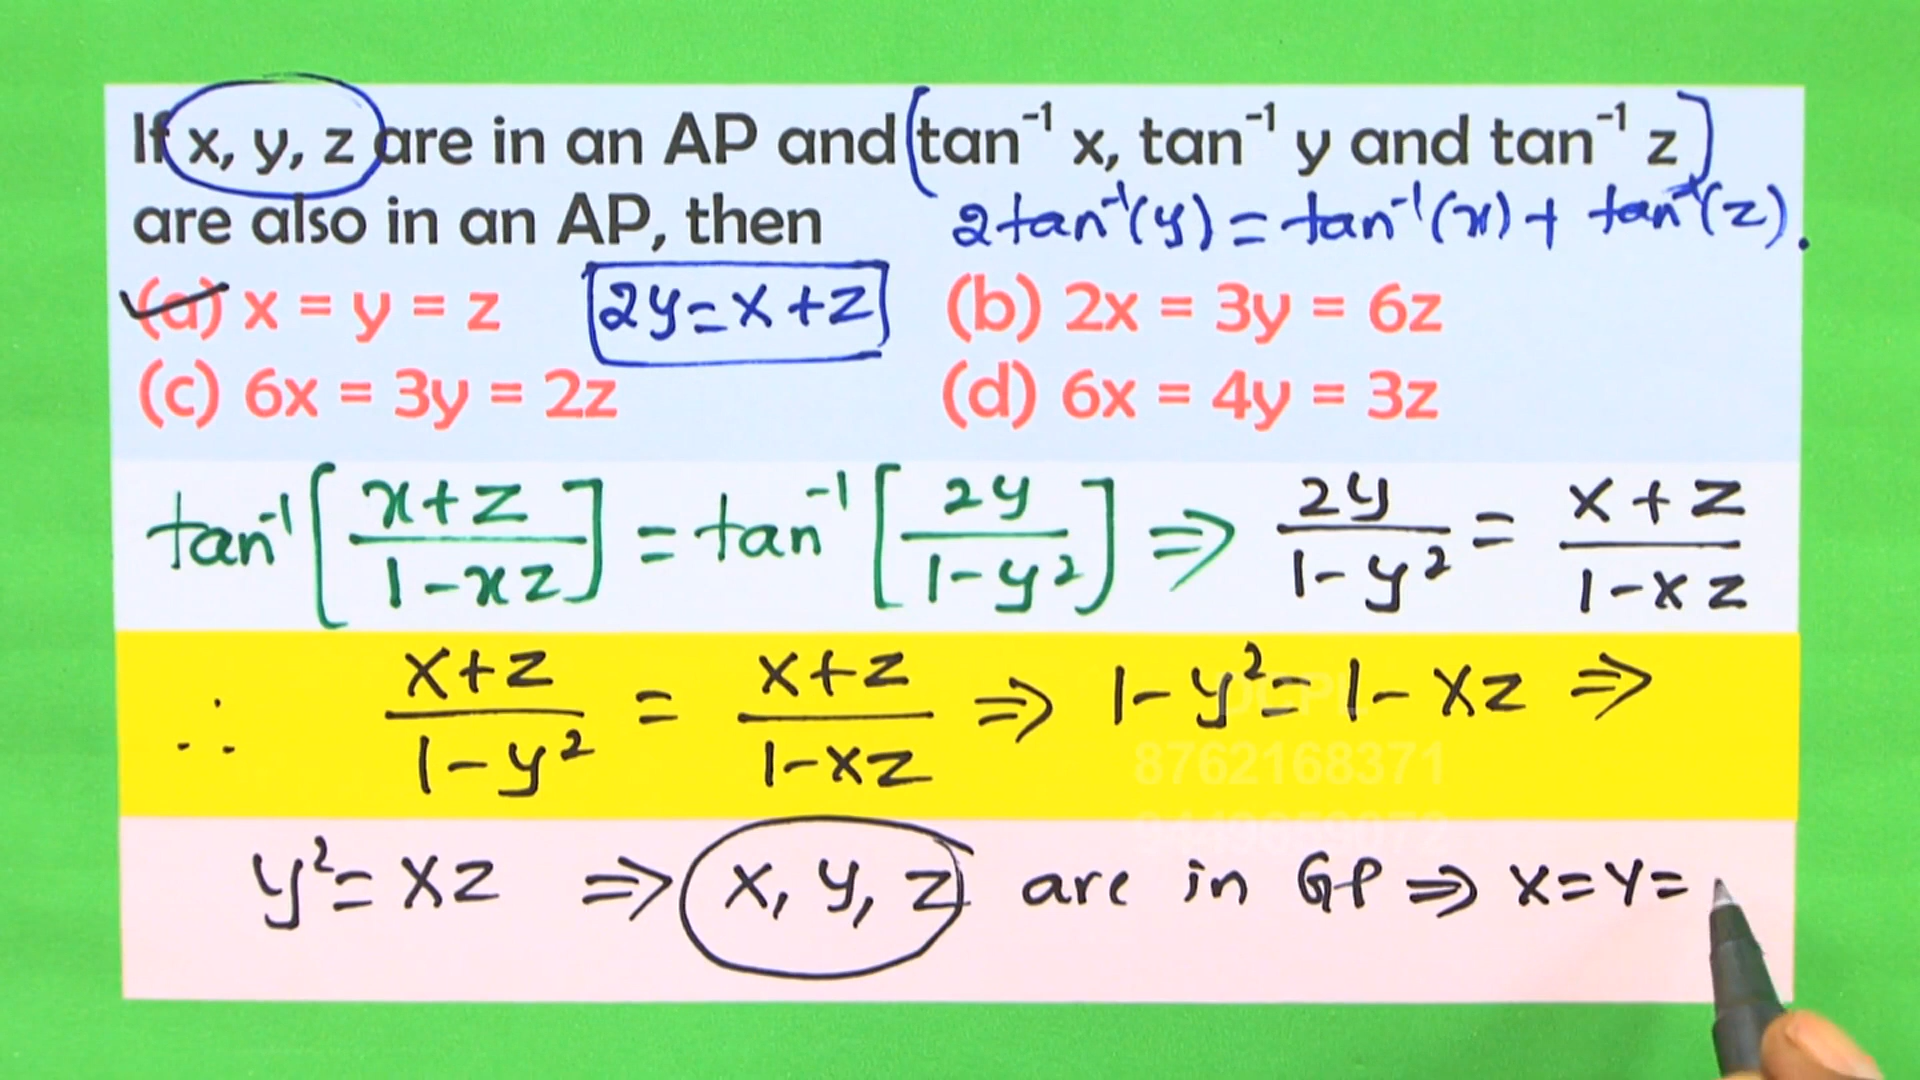 If x, y, z are in an AP and (tan⁻¹ x, tan⁻¹ y and tan⁻¹ z)
are also in an AP, then 2tan⁻¹(y) = tan⁻¹(x) + tan⁻¹(z).
(a) x = y = z 2y = x + z (b) 2x = 3y = 6z
(c) 6x = 3y = 2z (d) 6x = 4y = 3z
tan⁻¹[(x+z)/(1-xz)] = tan⁻¹[2y/(1-y²)] ⇒ 2y/(1-y²) = (x+z)/(1-xz)
∴ (x+z)/(1-y²) = (x+z)/(1-xz) ⇒ 1-y² = 1-xz ⇒
8762168371
y² = xz ⇒ x, y, z are in GP ⇒ x = y =